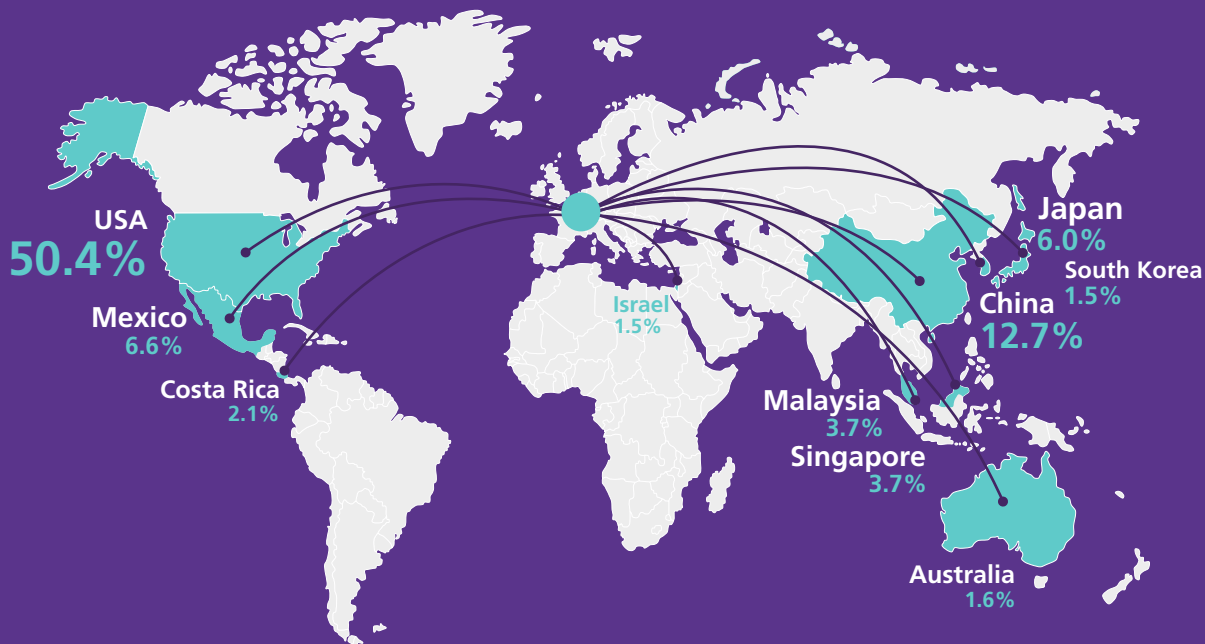 USA
50.4%
Mexico
6.6%
Costa Rica
2.1%
Israel
1.5%
Japan
6.0%
South Korea
1.5%
China
12.7%
Malaysia
3.7%
Singapore
3.7%
Australia
1.6%